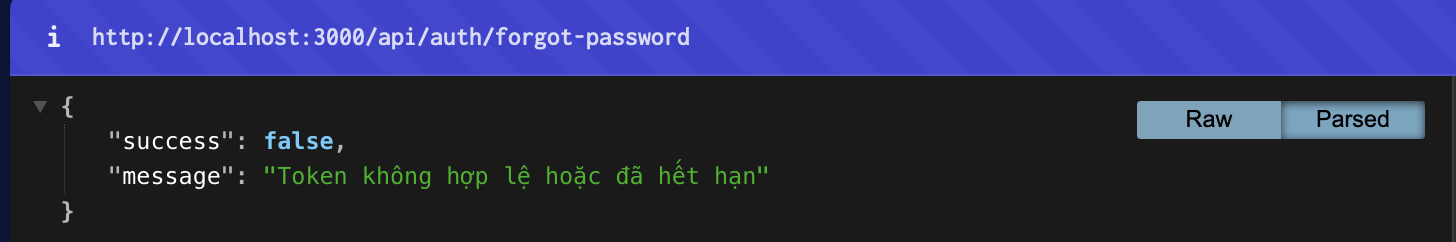 i http://localhost:3000/api/auth/forgot-password
{
Raw Parsed
"success": false,
"message": "Token không hợp lệ hoặc đã hết hạn"
}